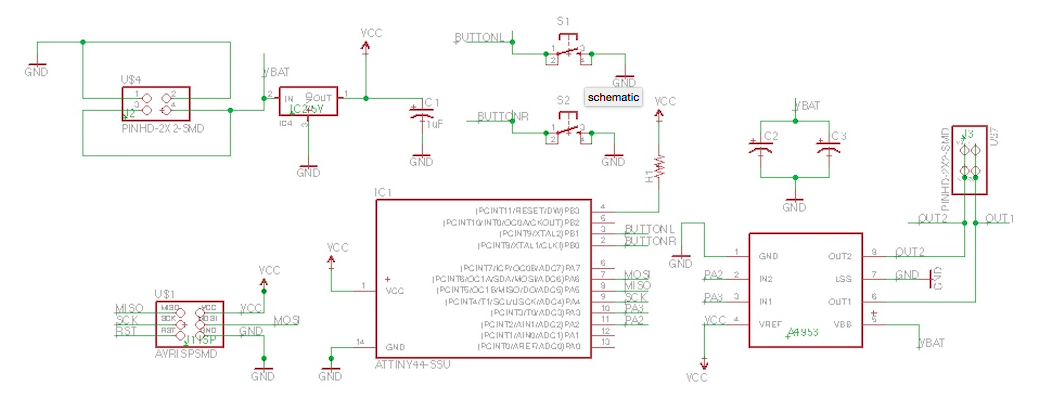 GND
U$4
1
2
3
4
J2
PINHD-2X2-SMD
VBAT
2
IN
OUT
1
IC2 5V
IC4
3
GND
VCC
C1
1uF
GND
BUTTONL
S1
1
3
2
4
GND
schematic
BUTTONR
S2
1
3
2
4
GND
VCC
R1
IC1
(PCINT11/RESET/DW)PB3
4
(PCINT10/INT0/OC0A/CKOUT)PB2
5
(PCINT9/XTAL2)PB1
3
BUTTONL
(PCINT8/XTAL1/CLKI)PB0
2
BUTTONR
(PCINT7/ICP/OC0B/ADC7)PA7
6
(PCINT6/OC1A/SDA/MOSI/ADC6)PA6
7
MOSI
(PCINT5/OC1B/MISO/DO/ADC5)PA5
8
MISO
(PCINT4/T1/SCL/USCK/ADC4)PA4
9
SCK
(PCINT3/T0/ADC3)PA3
10
PA3
(PCINT2/AIN1/ADC2)PA2
11
PA2
(PCINT1/AIN0/ADC1)PA1
12
(PCINT0/AREF/ADC0)PA0
13
VCC
1
+
VCC
14
GND
GND
ATTINY44-SSU
VCC
U$1
MISO
MISO
VCC
VCC
SCK
SCK
MOSI
MOSI
RST
RST
GND
GND
J1 ISP
AVRISPSMD
GND
VBAT
C2
C3
GND
J3
U$7
PINHD-2X2-SMD
OUT2
OUT1
GND
1
GND
OUT2
8
OUT2
PA2
2
IN2
LSS
7
GND
GND
PA3
3
IN1
OUT1
6
VCC
4
VREF
VBB
5
A4953
VBAT
VCC